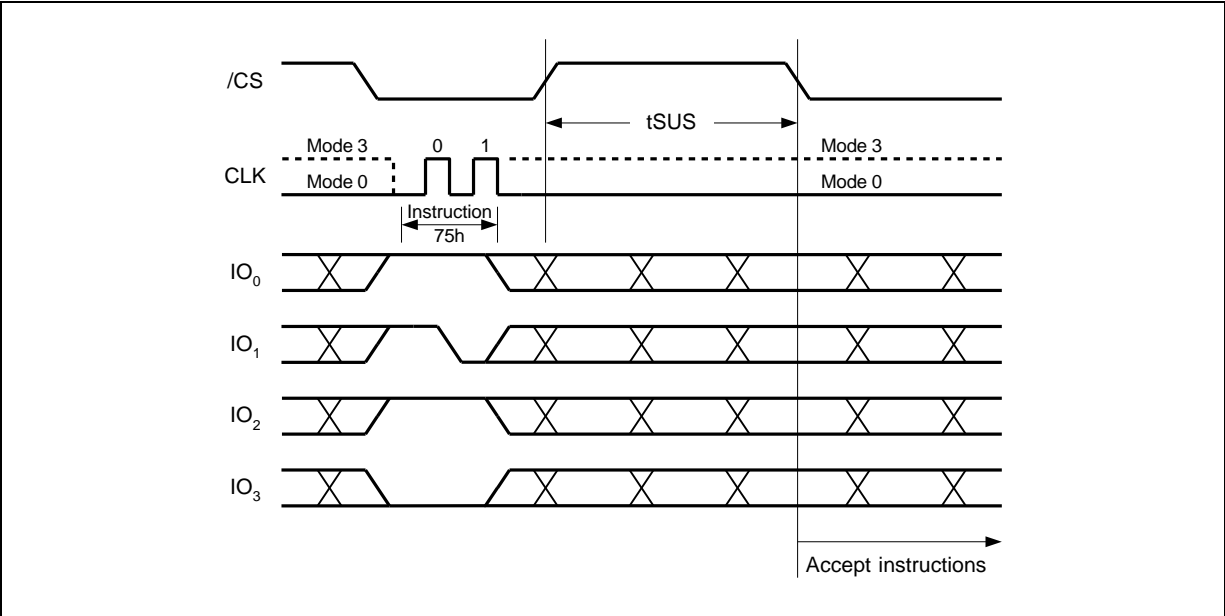 /CS
tSUS
Mode 3 0 1 Mode 3
CLK
Mode 0 Mode 0
Instruction
75h
IO0
IO1
IO2
IO3
Accept instructions